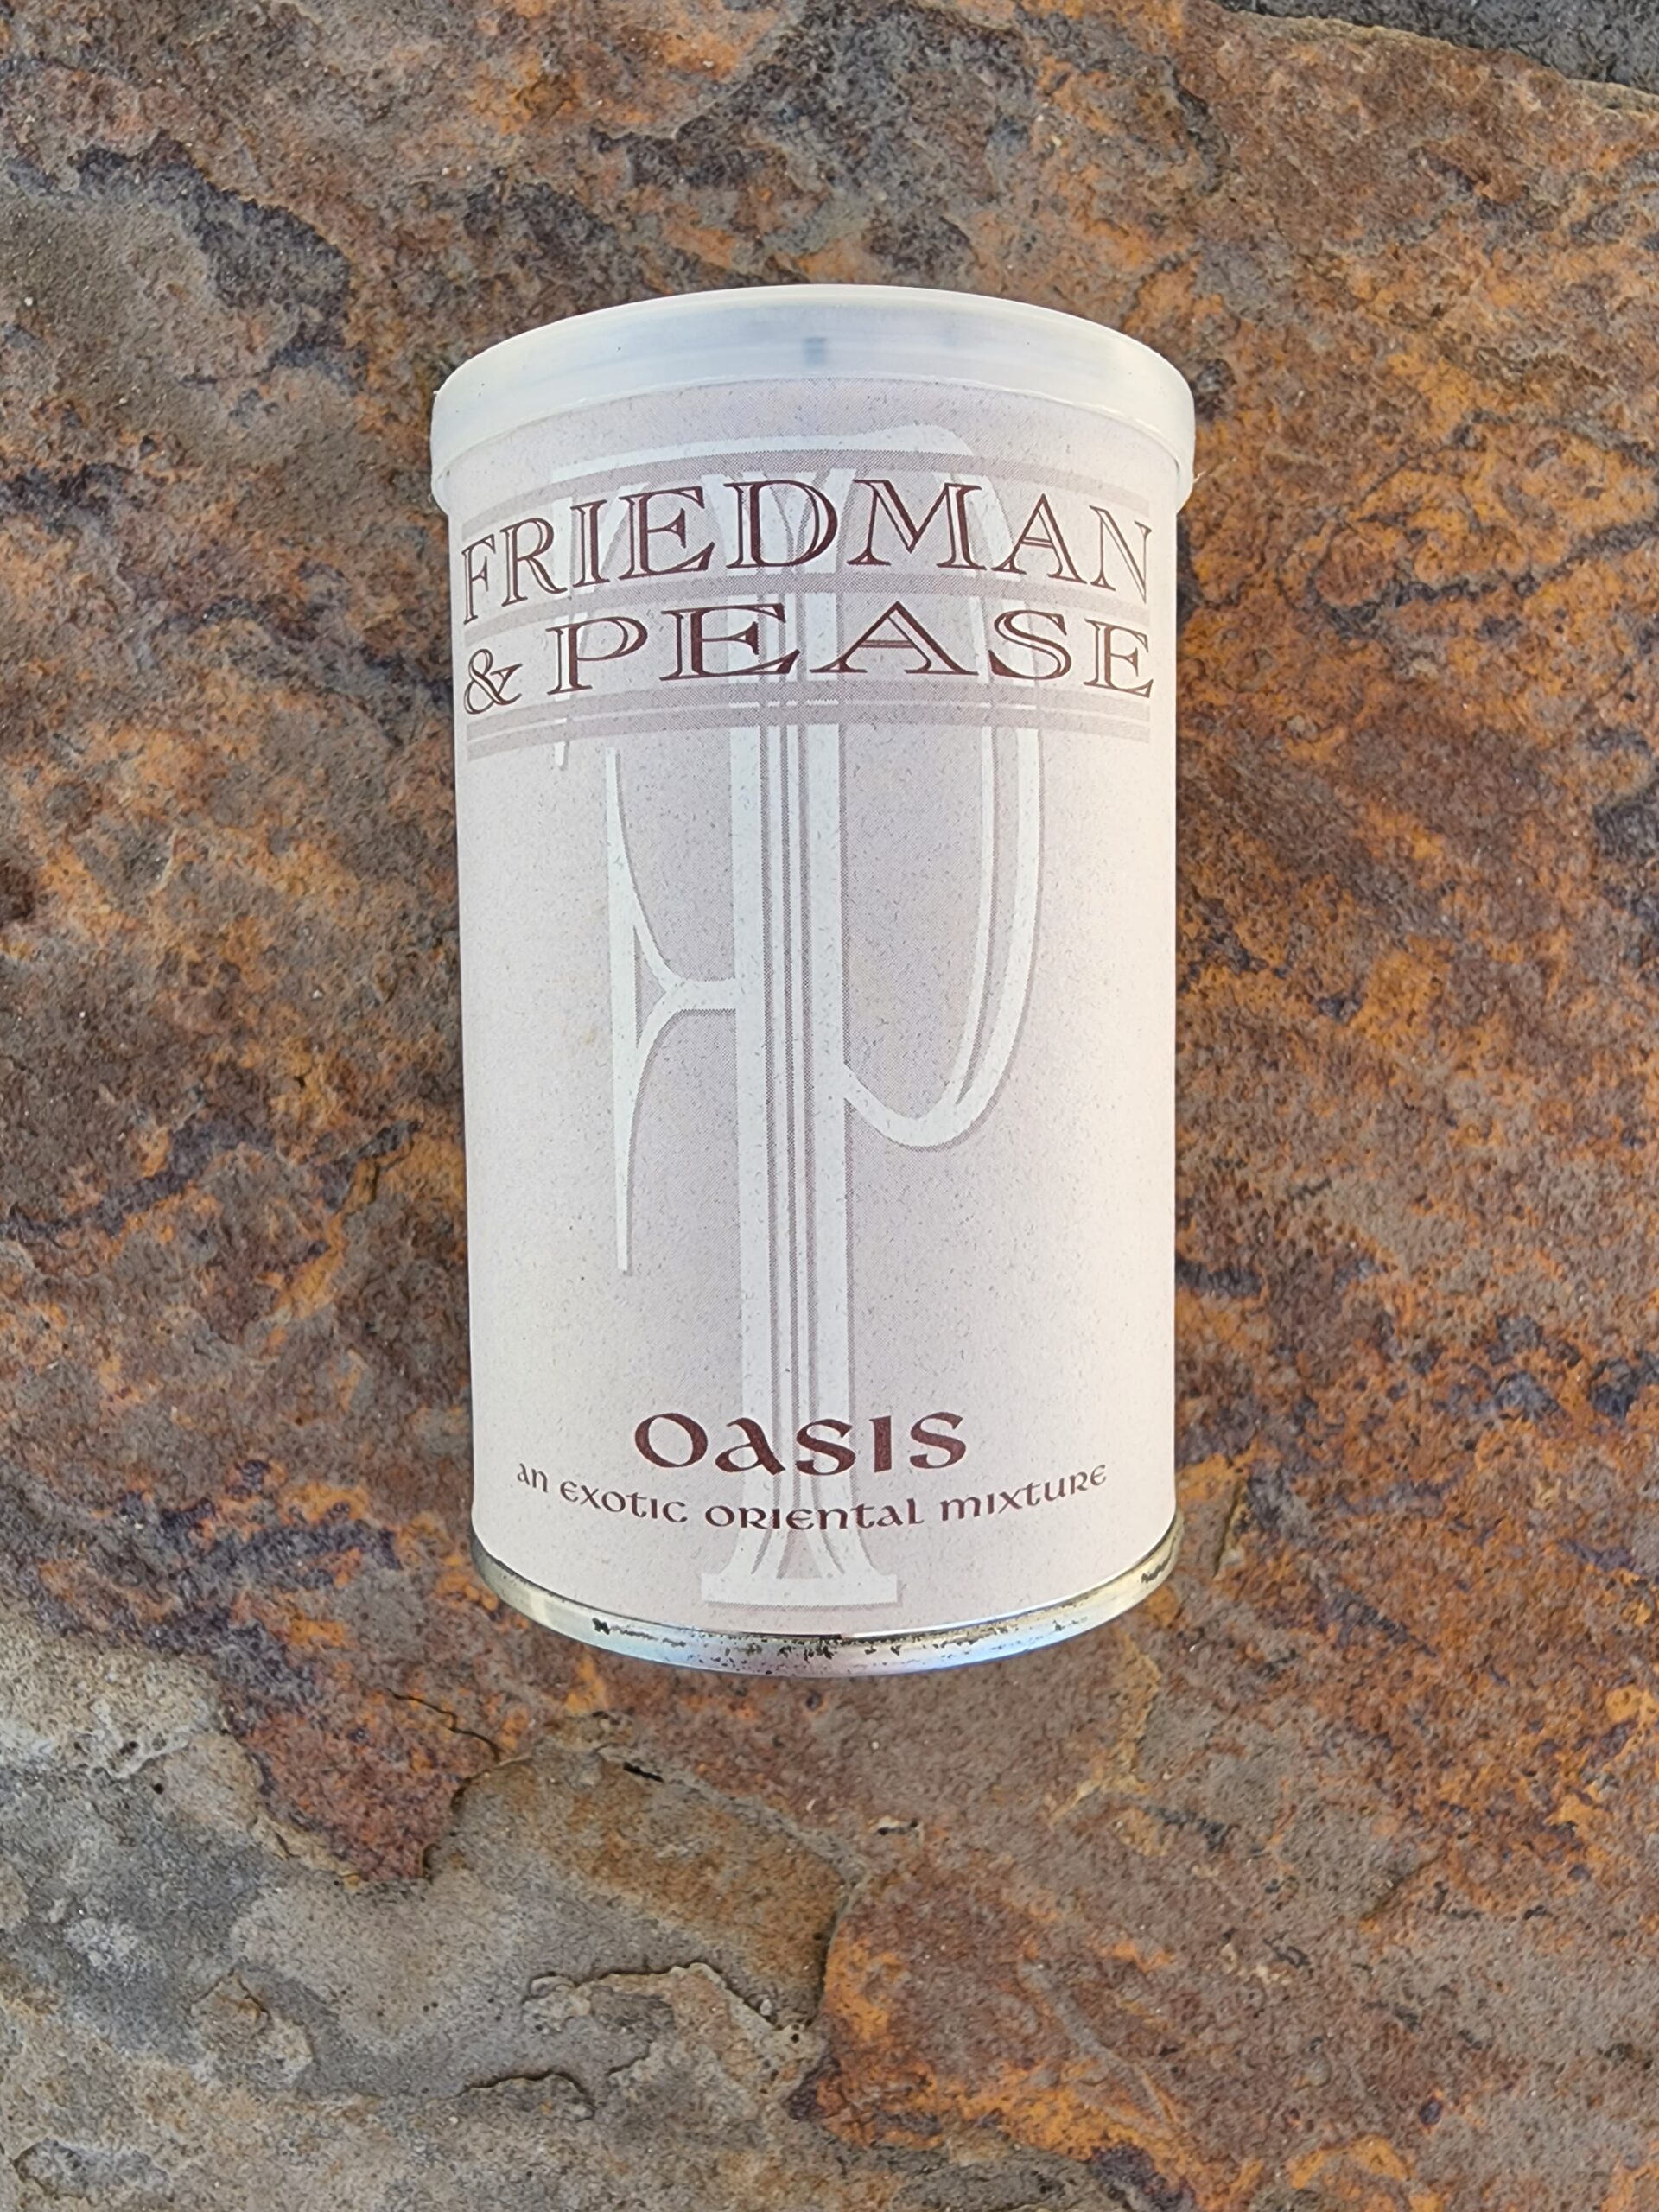 FRIEDMAN
& PEASE
OASIS
an exotic oriental mixture